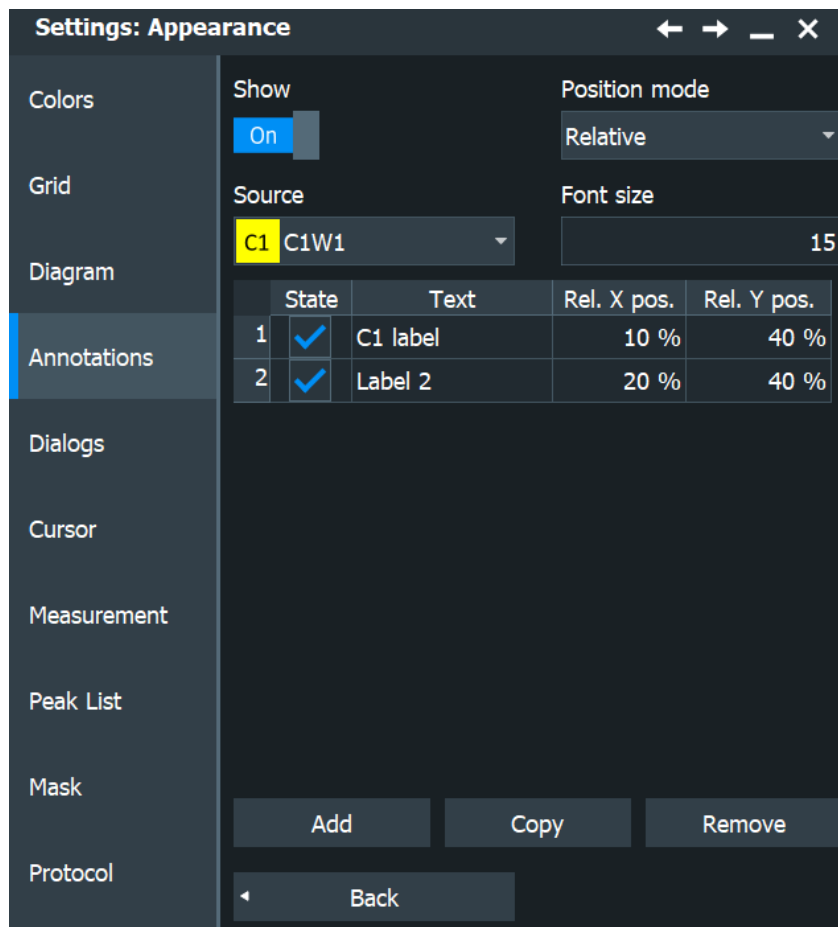 Settings: Appearance
Colors
Grid
Diagram
Annotations
Dialogs
Cursor
Measurement
Peak List
Mask
Protocol
Show
Position mode
On
Relative
Source
Font size
C1 C1W1
15
State Text Rel. X pos. Rel. Y pos.
1 C1 label 10 % 40 %
2 Label 2 20 % 40 %
Add Copy Remove
Back